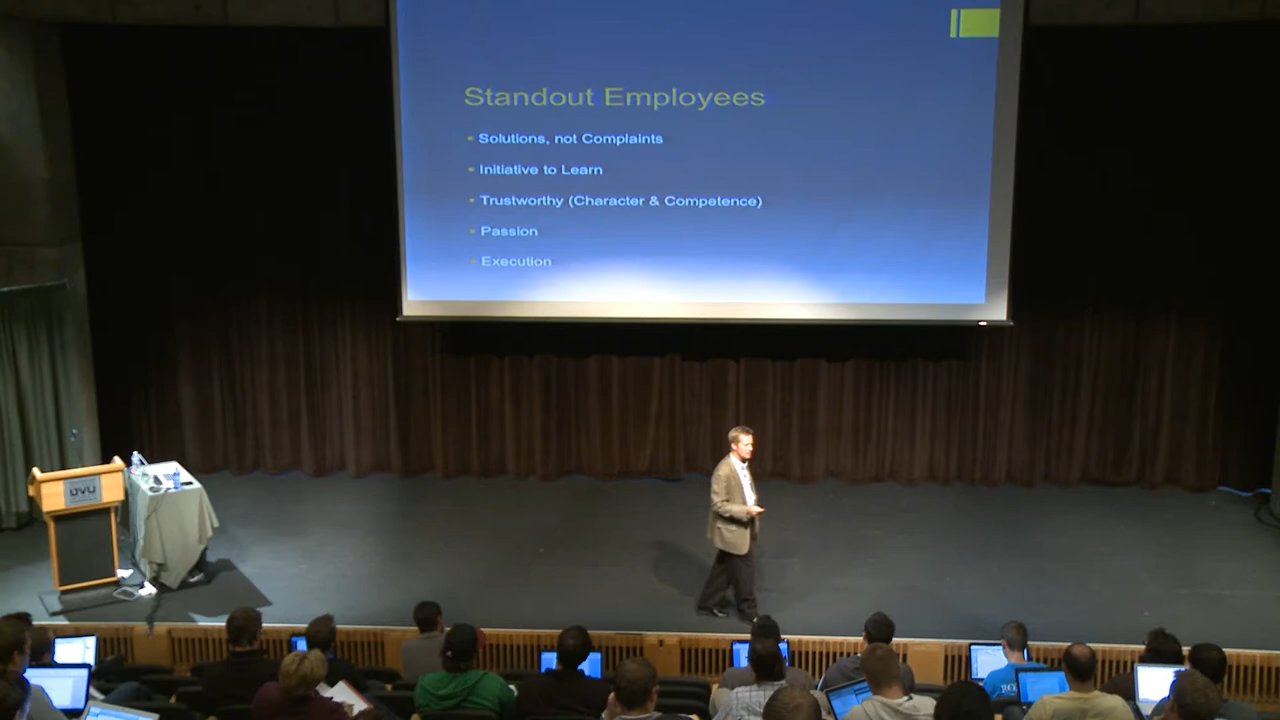 Standout Employees
Solutions, not Complaints
Initiative to Learn
Trustworthy (Character & Competence)
Passion
Execution
UVU